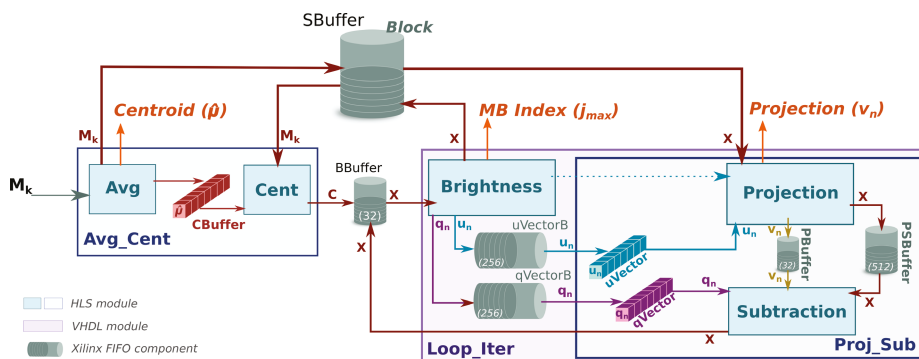 SBuffer
Block
Centroid (μ̂)
MB Index (jmax)
Projection (vn)
Mk
Mk
X
X
Mk
Avg
Cent
μ̂
CBuffer
Avg_Cent
C
BBuffer
(32)
X
X
Brightness
qn
un
uVectorB
(256)
un
un
uVector
un
qVectorB
(256)
qn
qn
qVector
qn
Projection
X
vn
(32)
PBuffer
vn
(512)
PSBuffer
X
Subtraction
X
Loop_Iter
Proj_Sub
HLS module
VHDL module
Xilinx FIFO component